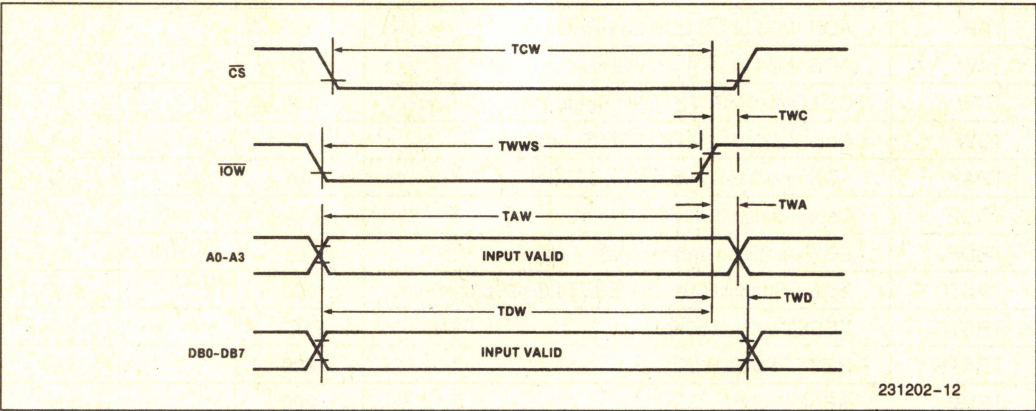 TCW
CS
TWC
TWWS
IOW
TWA
TAW
A0-A3 INPUT VALID
TWD
TDW
DB0-DB7 INPUT VALID
231202-12